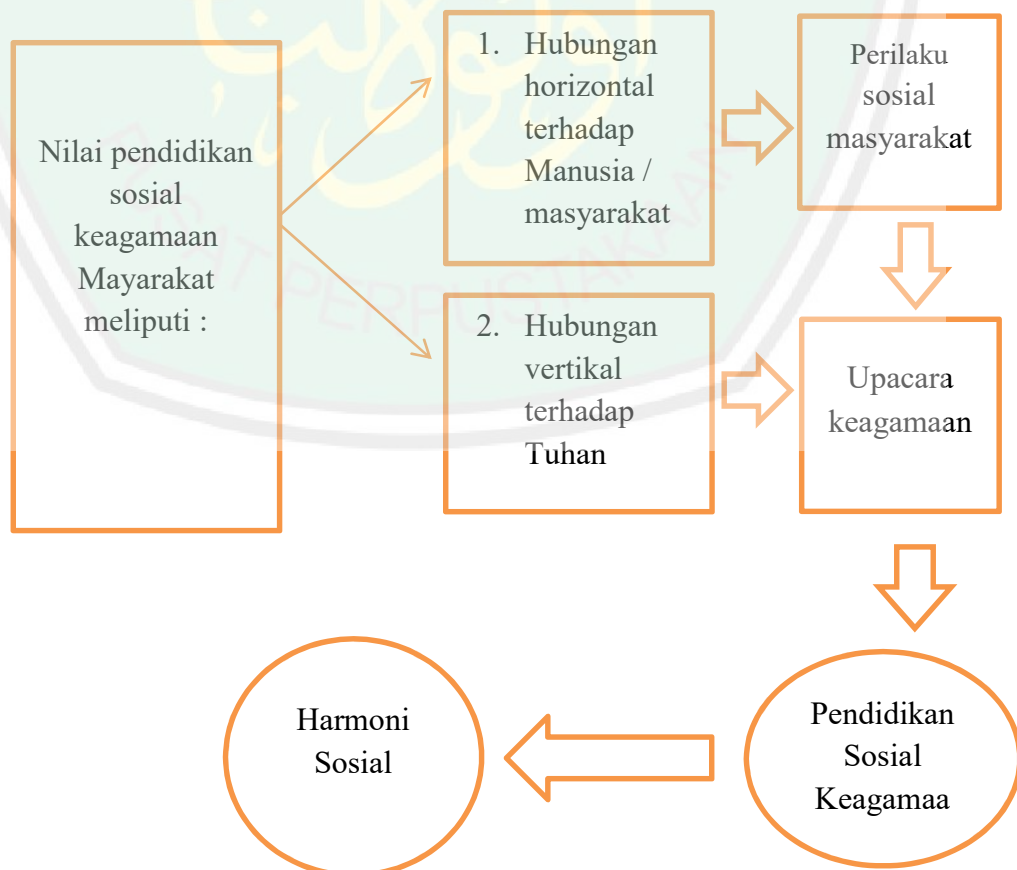 Nilai pendidikan
sosial
keagamaan
Mayarakat
meliputi :
1. Hubungan
horizontal
terhadap
Manusia /
masyarakat
Perilaku
sosial
masyarakat
2. Hubungan
vertikal
terhadap
Tuhan
Upacara
keagamaan
Pendidikan
Sosial
Keagamaa
Harmoni
Sosial